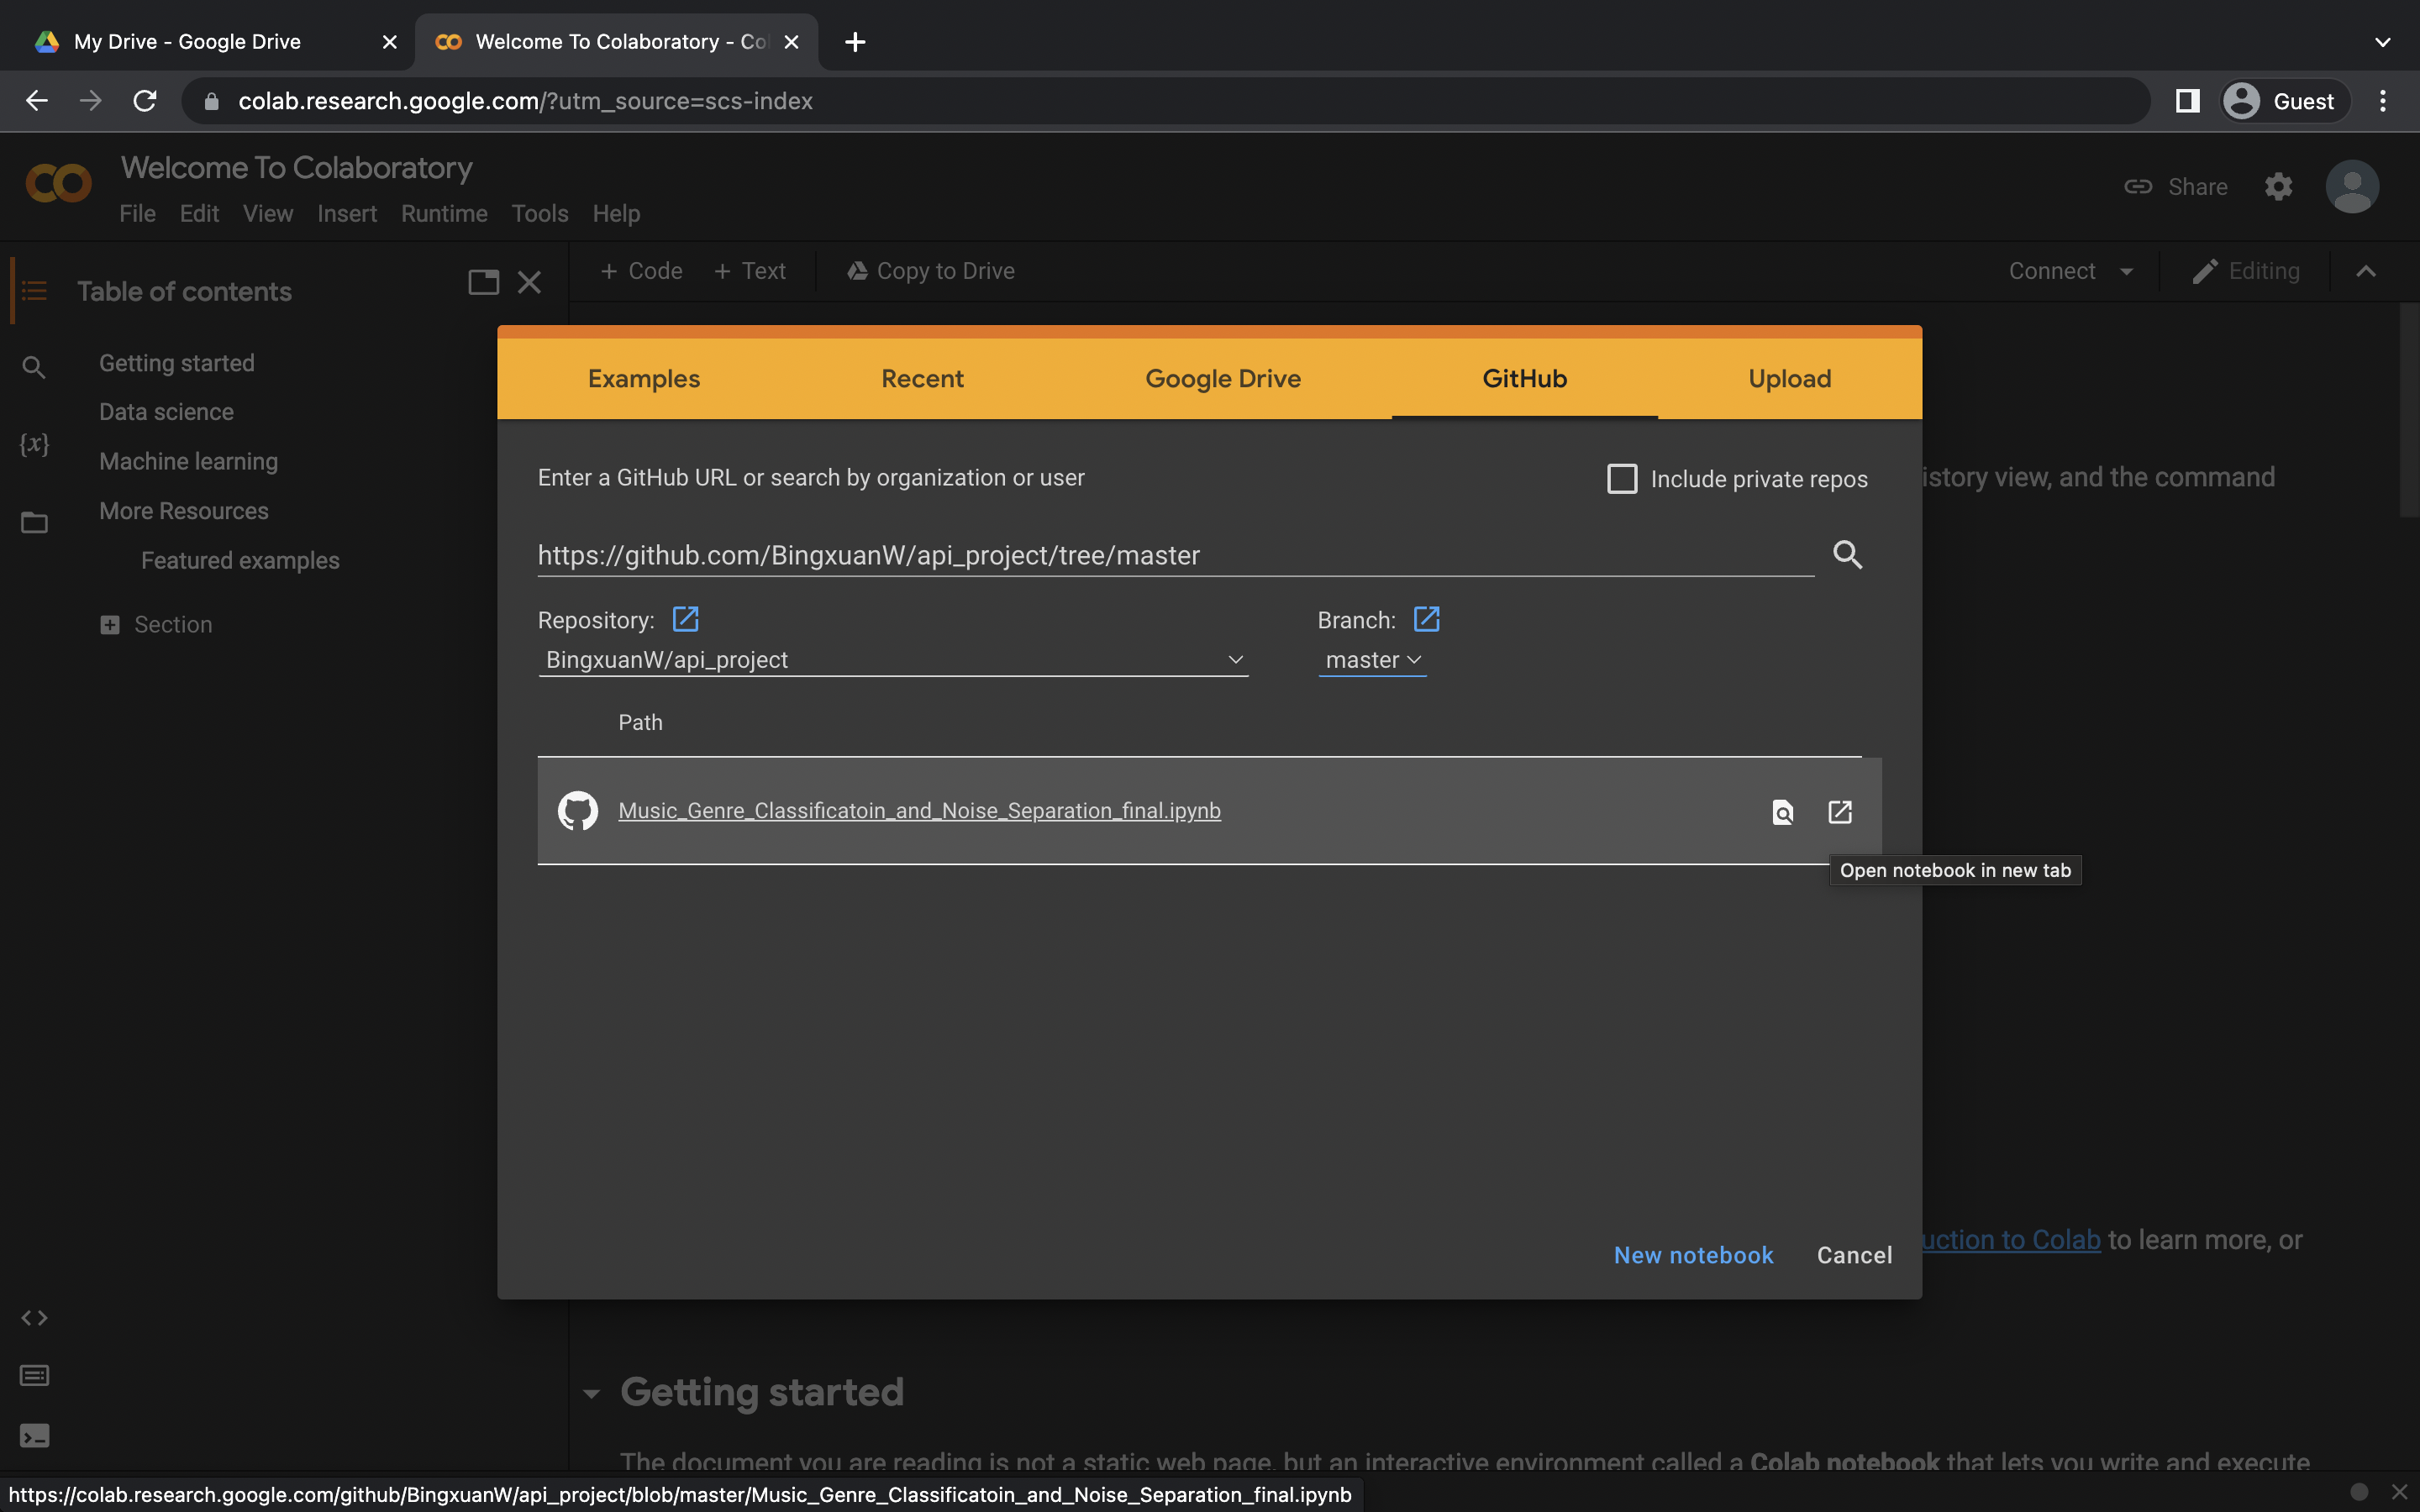 My Drive - Google Drive
Welcome To Colaboratory - Col
colab.research.google.com/?utm_source=scs-index
Guest
Welcome To Colaboratory
File Edit View Insert Runtime Tools Help
Share
Table of contents
+ Code + Text Copy to Drive
Connect Editing
Getting started
Data science
Machine learning
More Resources
Featured examples
Section
{x}
Examples Recent Google Drive GitHub Upload
Enter a GitHub URL or search by organization or user
Include private repos
istory view, and the command
https://github.com/BingxuanW/api_project/tree/master
Repository: Branch:
BingxuanW/api_project master
Path
Music_Genre_Classificatoin_and_Noise_Separation_final.ipynb
Open notebook in new tab
uction to Colab to learn more, or
New notebook Cancel
Getting started
The document you are reading is not a static web page, but an interactive environment called a Colab notebook that lets you write and execute
https://colab.research.google.com/github/BingxuanW/api_project/blob/master/Music_Genre_Classificatoin_and_Noise_Separation_final.ipynb